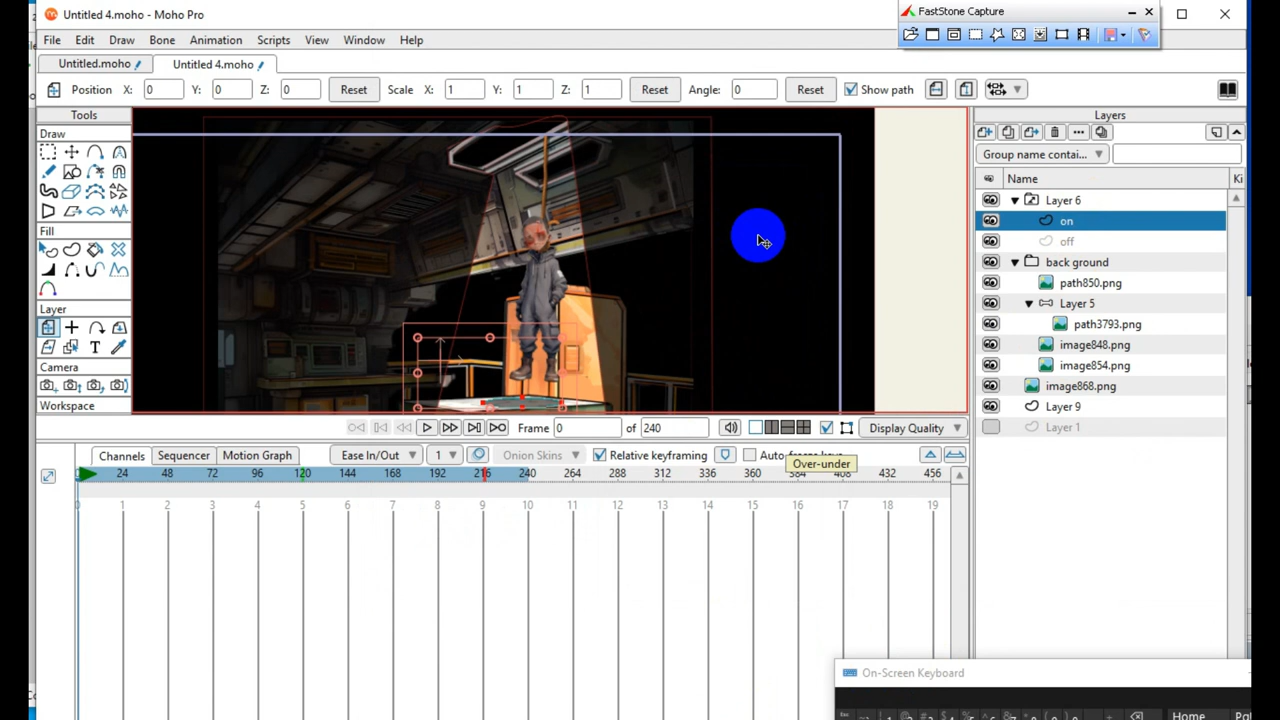 Untitled 4.moho - Moho Pro
FastStone Capture
File Edit Draw Bone Animation Scripts View Window Help
Untitled.moho Untitled 4.moho
Position X: 0 Y: 0 Z: 0 Reset Scale X: 1 Y: 1 Z: 1 Reset Angle: 0 Reset Show path
Tools
Layers
Draw
Group name contai...
Name Ki
Layer 6
on
off
back ground
path850.png
Layer 5
path3793.png
image848.png
image854.png
image868.png
Layer 9
Layer 1
Fill
Layer
T
Camera
Workspace
Frame 0 of 240 Display Quality
Channels Sequencer Motion Graph Ease In/Out 1 Onion Skins Relative keyframing
Over-under
0 24 48 72 96 120 144 168 192 216 240 264 288 312 336 360 384 408 432 456
0 1 2 3 4 5 6 7 8 9 10 11 12 13 14 15 16 17 18 19
On-Screen Keyboard
Home